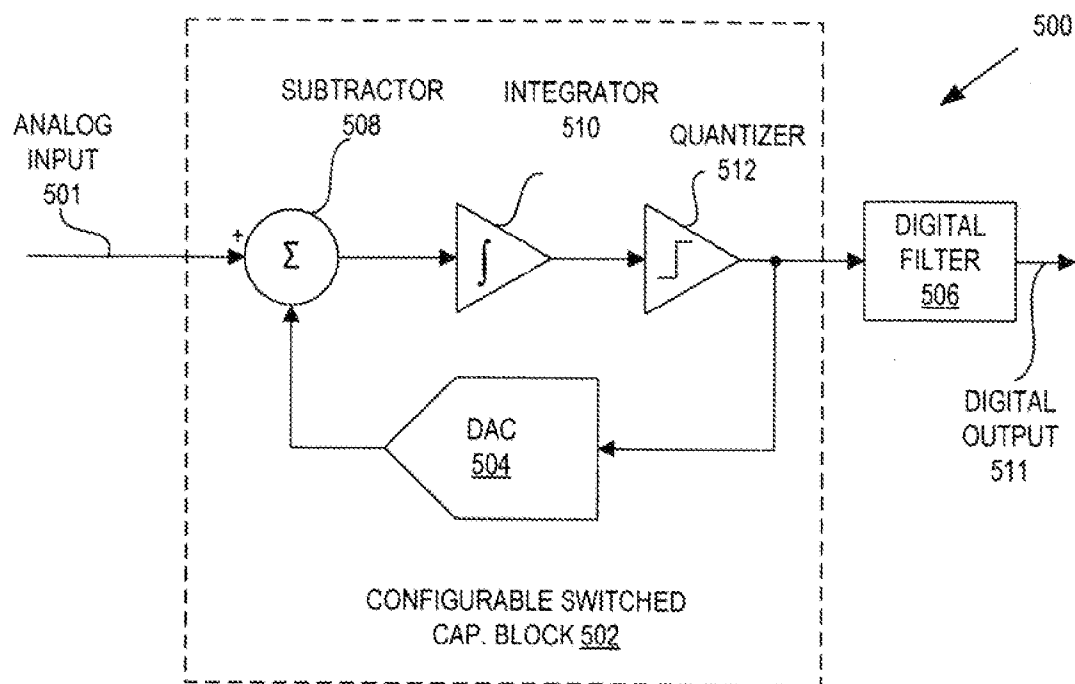 500
SUBTRACTOR
508
INTEGRATOR
510
QUANTIZER
512
ANALOG
INPUT
501
+
Σ
∫
DIGITAL
FILTER
506
DAC
504
DIGITAL
OUTPUT
511
CONFIGURABLE SWITCHED
CAP. BLOCK 502